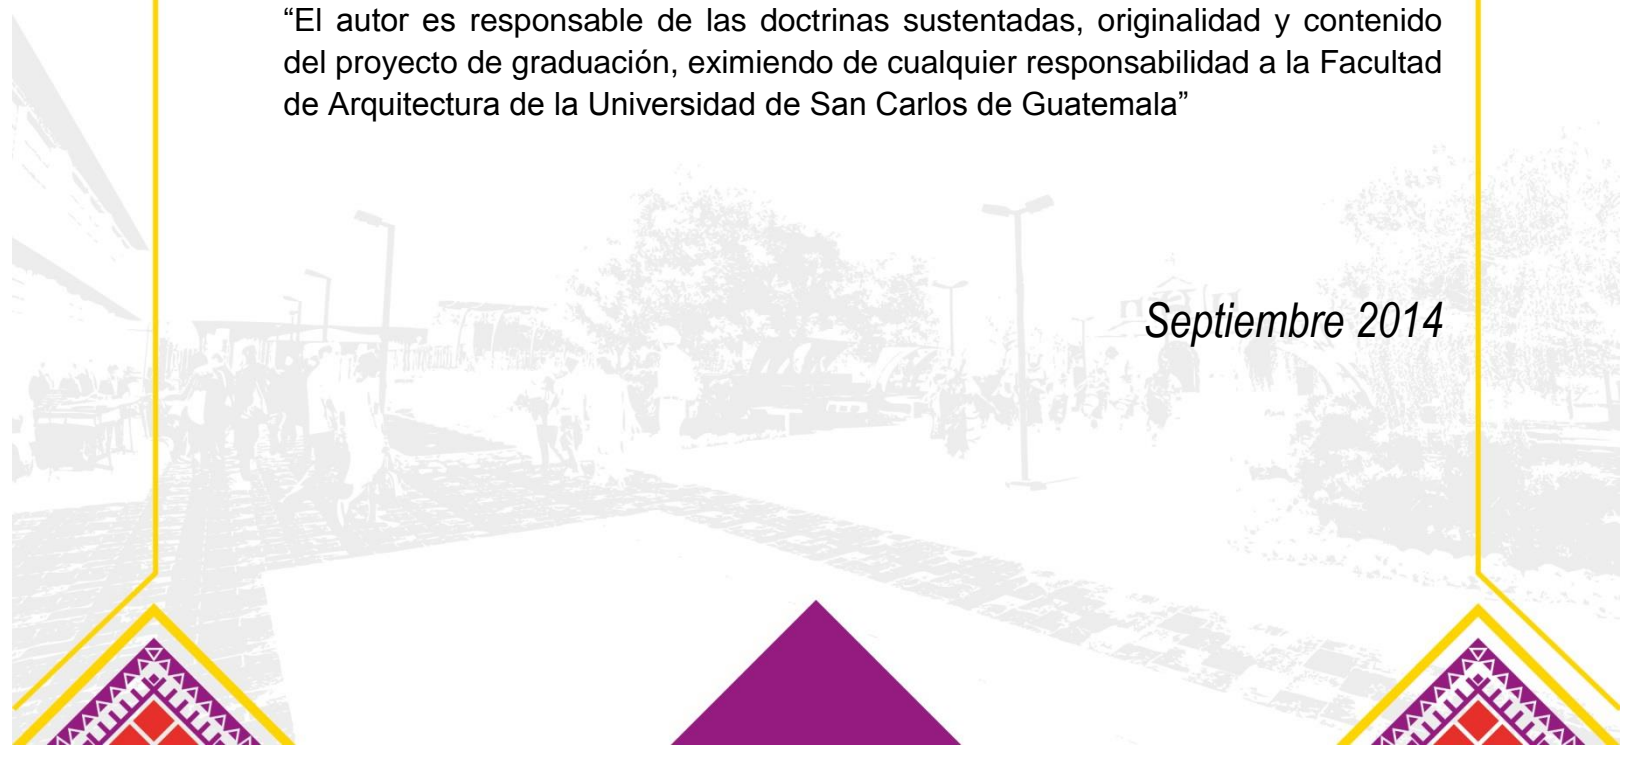 “El autor es responsable de las doctrinas sustentadas, originalidad y contenido
del proyecto de graduación, eximiendo de cualquier responsabilidad a la Facultad
de Arquitectura de la Universidad de San Carlos de Guatemala”
Septiembre 2014